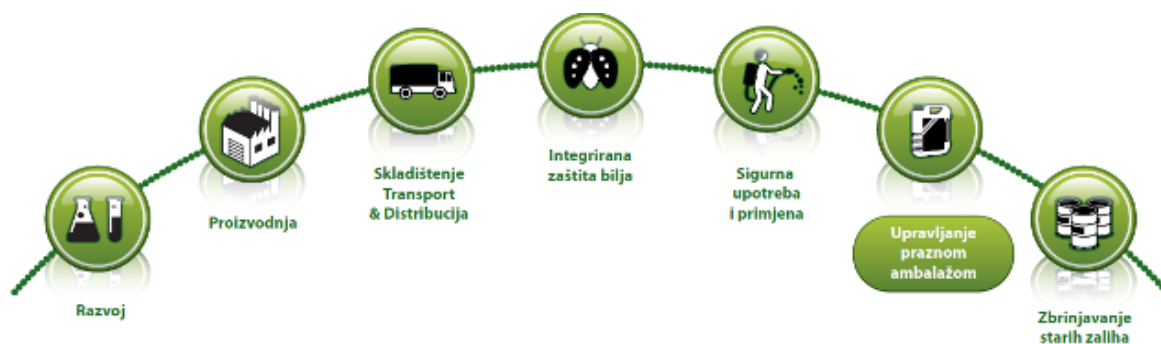 Razvoj
Proizvodnja
Skladištenje
Transport
& Distribucija
Integrirana
zaštita bilja
Sigurna
upotreba
i primjena
Upravljanje
praznom
ambalažom
Zbrinjavanje
starih zaliha